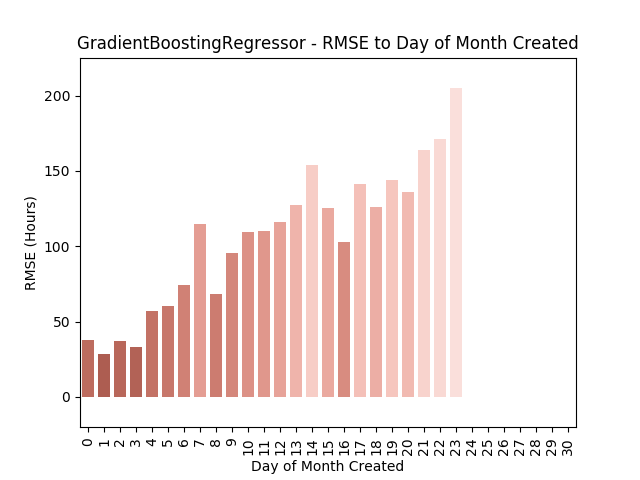 GradientBoostingRegressor - RMSE to Day of Month Created
RMSE (Hours)
200
150
100
50
0
0 1 2 3 4 5 6 7 8 9 10 11 12 13 14 15 16 17 18 19 20 21 22 23 24 25 26 27 28 29 30
Day of Month Created